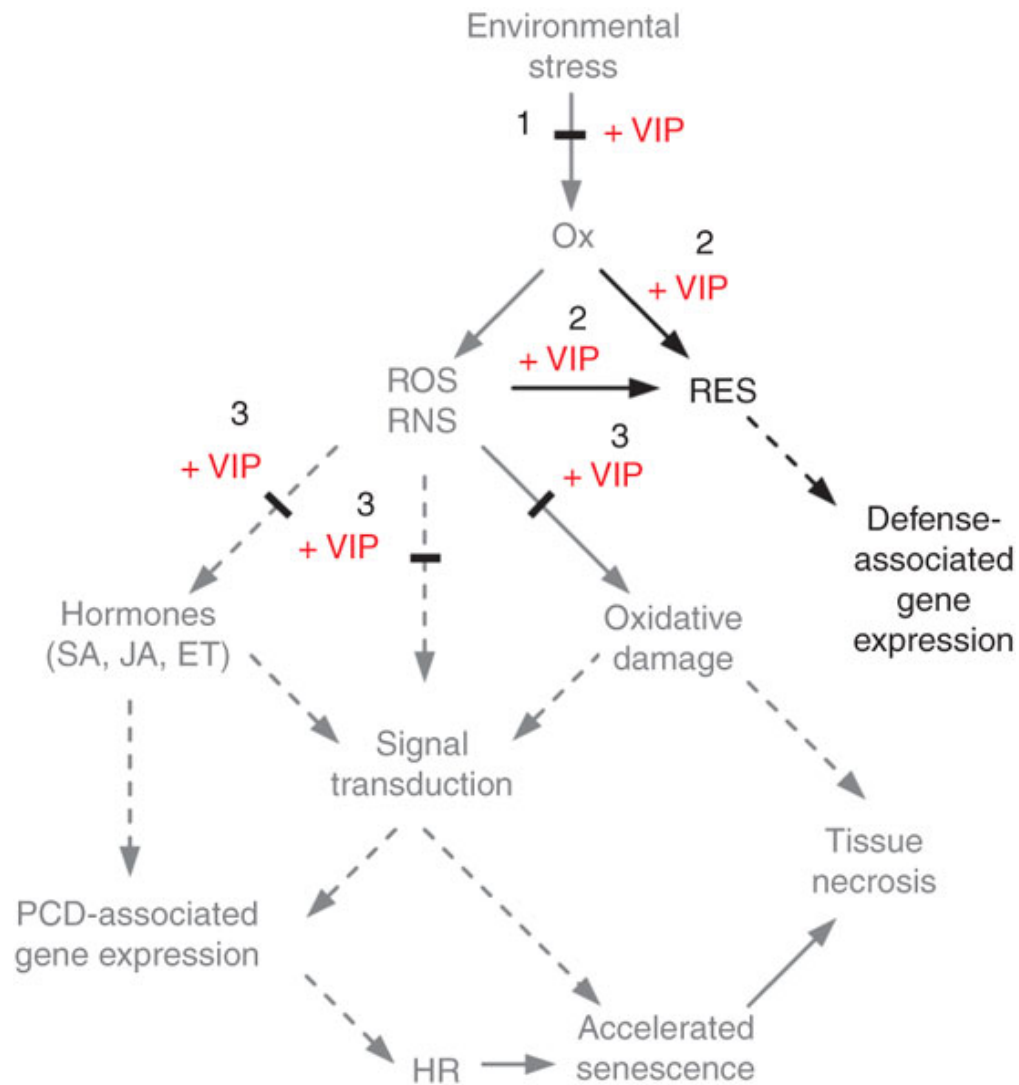 Environmental
stress
1
+ VIP
Ox
2
+ VIP
2
+ VIP
ROS
RNS
RES
3
+ VIP
3
+ VIP
3
+ VIP
Defense-
associated
gene
expression
Hormones
(SA, JA, ET)
Oxidative
damage
Signal
transduction
Tissue
necrosis
PCD-associated
gene expression
Accelerated
senescence
HR